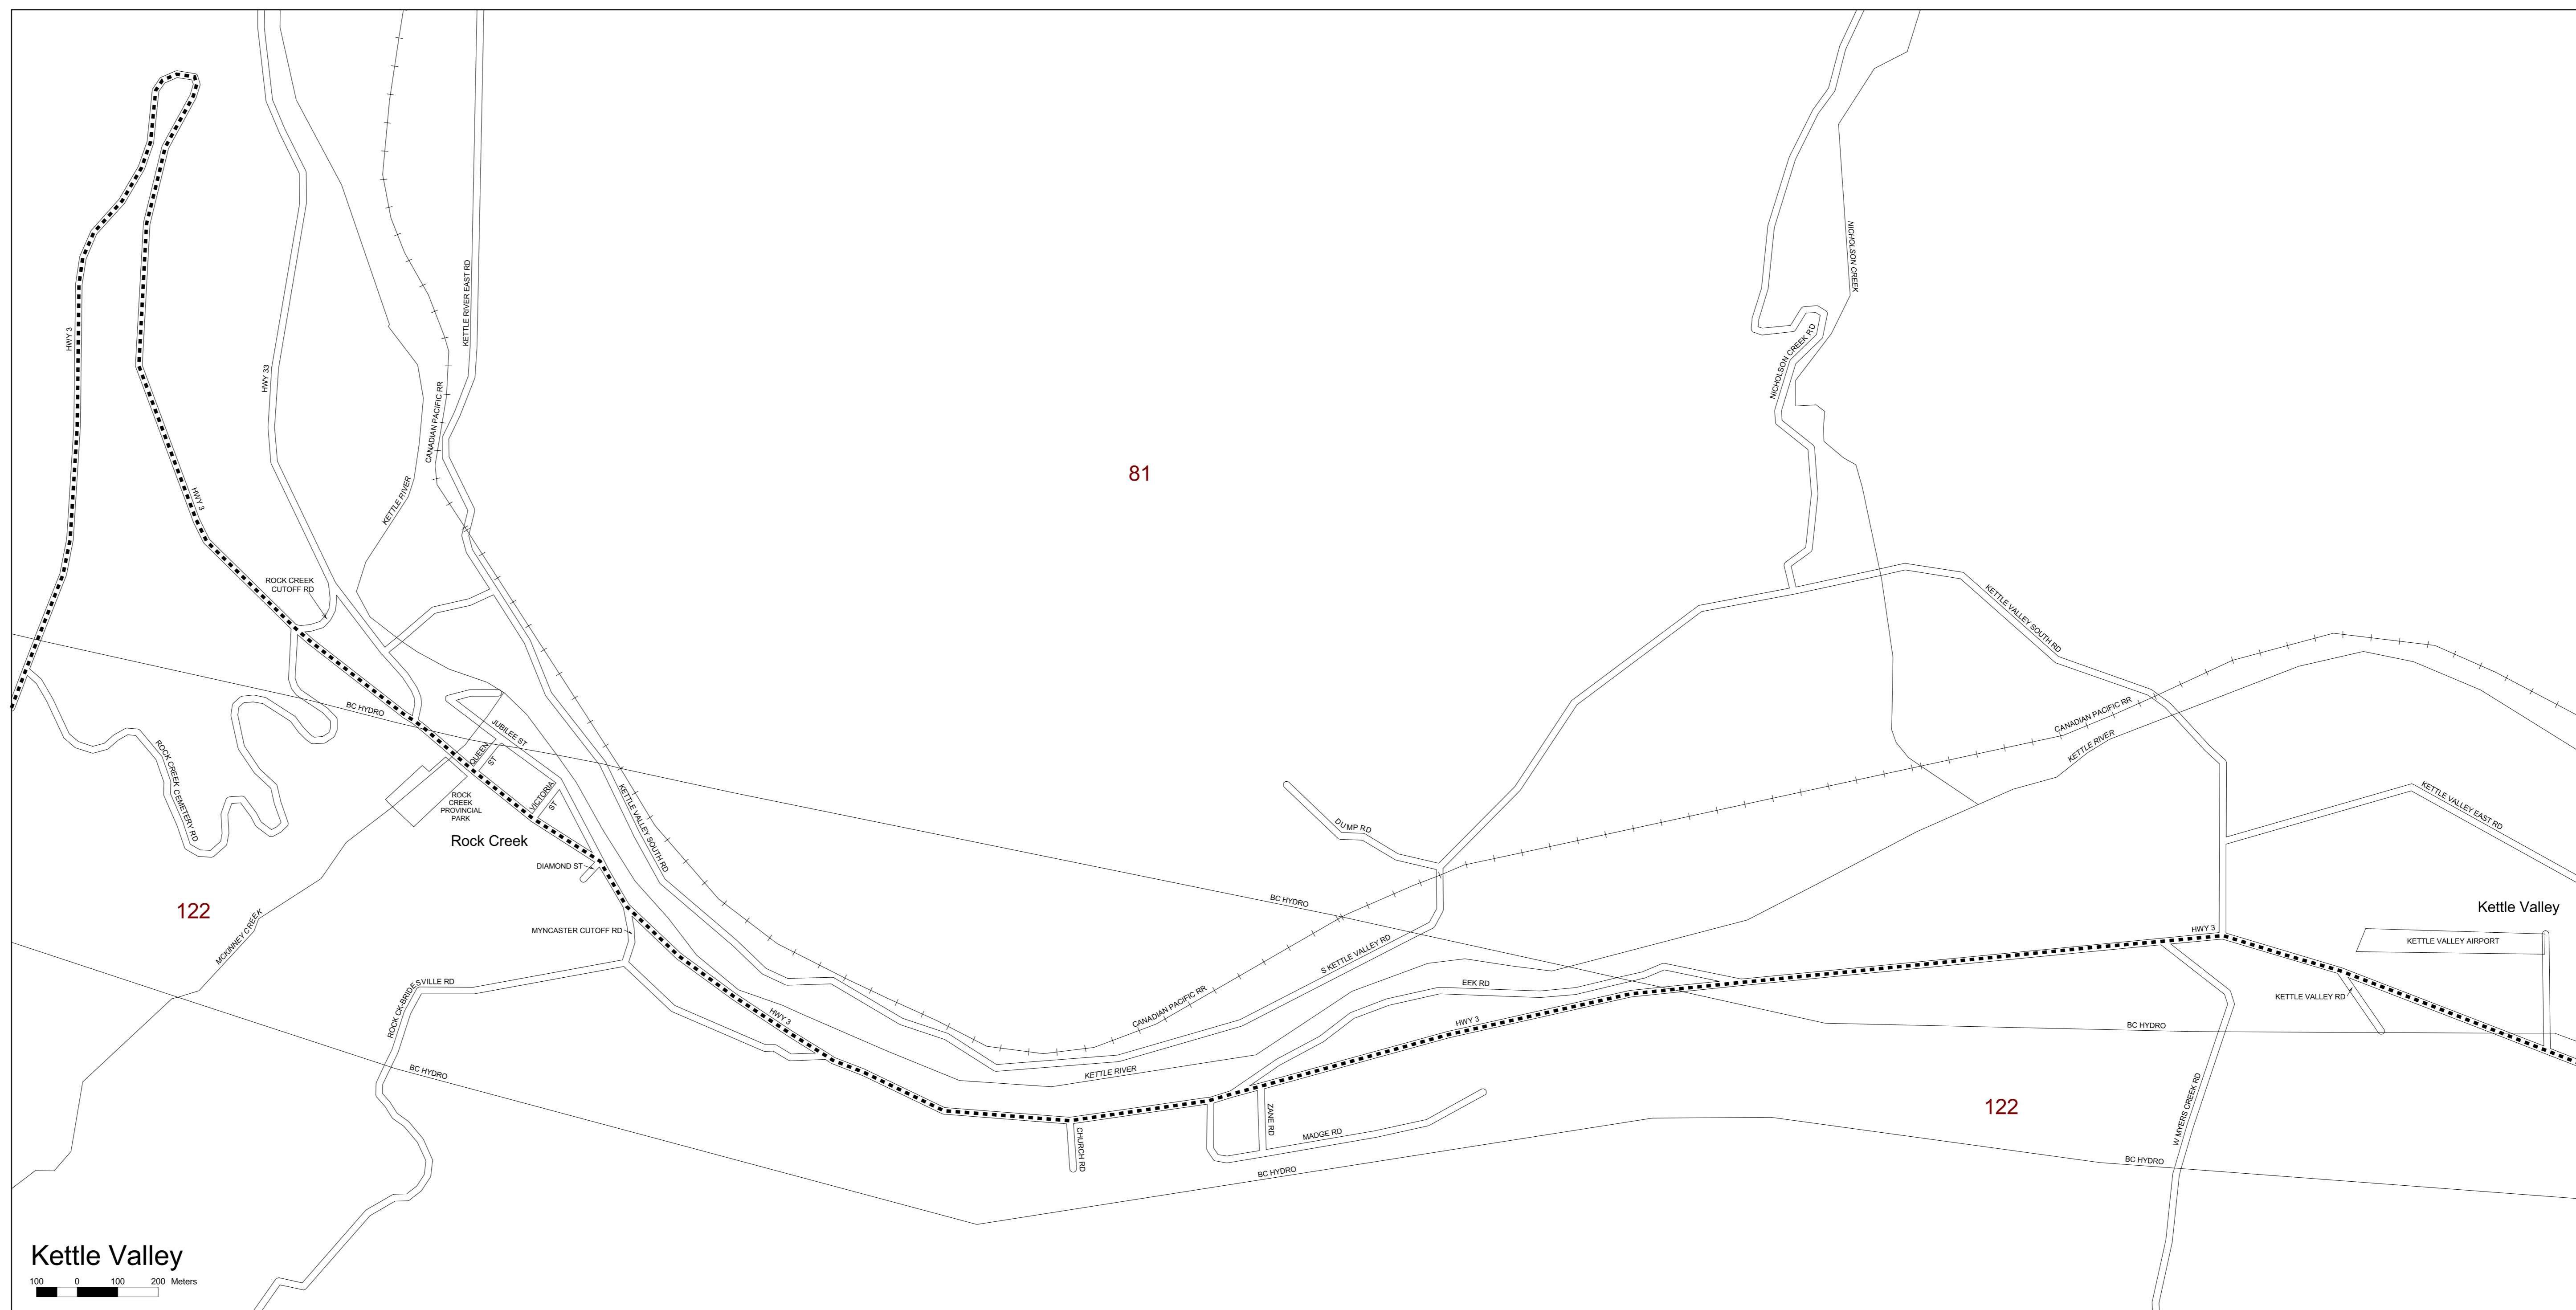 NICHOLSON CREEK
KETTLE RIVER EAST RD
HWY 3
HWY 33
NICHOLSON CREEK RD
CANADIAN PACIFIC RR
81
HWY 3
KETTLE RIVER
ROCK CREEK
CUTOFF RD
KETTLE VALLEY SOUTH RD
BC HYDRO
JUBILEE ST
QUEEN
ST
CANADIAN PACIFIC RR
KETTLE RIVER
ROCK CREEK CEMETERY RD
VICTORIA
ST
ROCK
CREEK
PROVINCIAL
PARK
KETTLE VALLEY SOUTH RD
DUMP RD
KETTLE VALLEY EAST RD
Rock Creek
DIAMOND ST
BC HYDRO
122
Kettle Valley
MCKINNEY CREEK
MYNCASTER CUTOFF RD
HWY 3
KETTLE VALLEY AIRPORT
S KETTLE VALLEY RD
ROCK CK-BRIDESVILLE RD
EEK RD
KETTLE VALLEY RD
CANADIAN PACIFIC RR
HWY 3
HWY 3
BC HYDRO
BC HYDRO
KETTLE RIVER
W MYERS CREEK RD
122
ZANE RD
MADGE RD
CHURCH RD
BC HYDRO
BC HYDRO
Kettle Valley
100 0 100 200 Meters